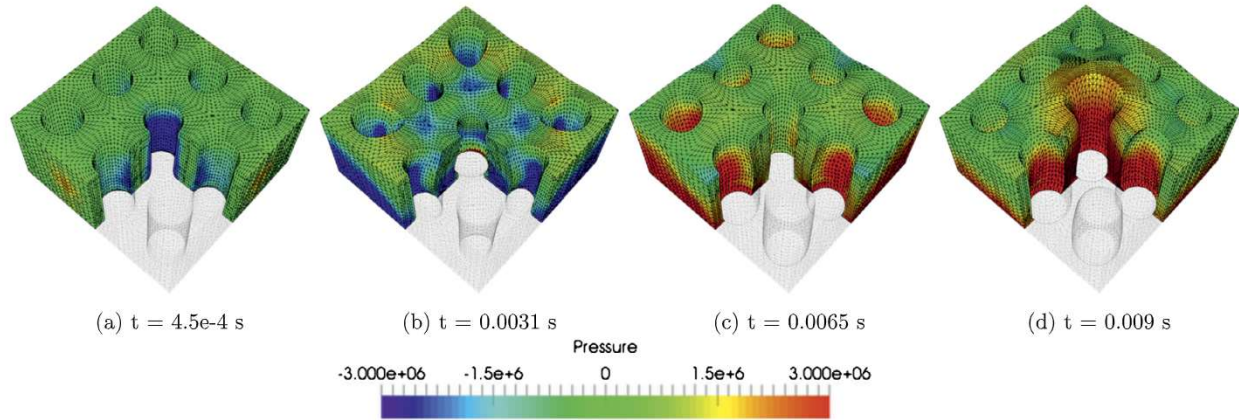 (a) t = 4.5e-4 s
(b) t = 0.0031 s
(c) t = 0.0065 s
(d) t = 0.009 s
Pressure
-3.000e+06 -1.5e+6 0 1.5e+6 3.000e+06